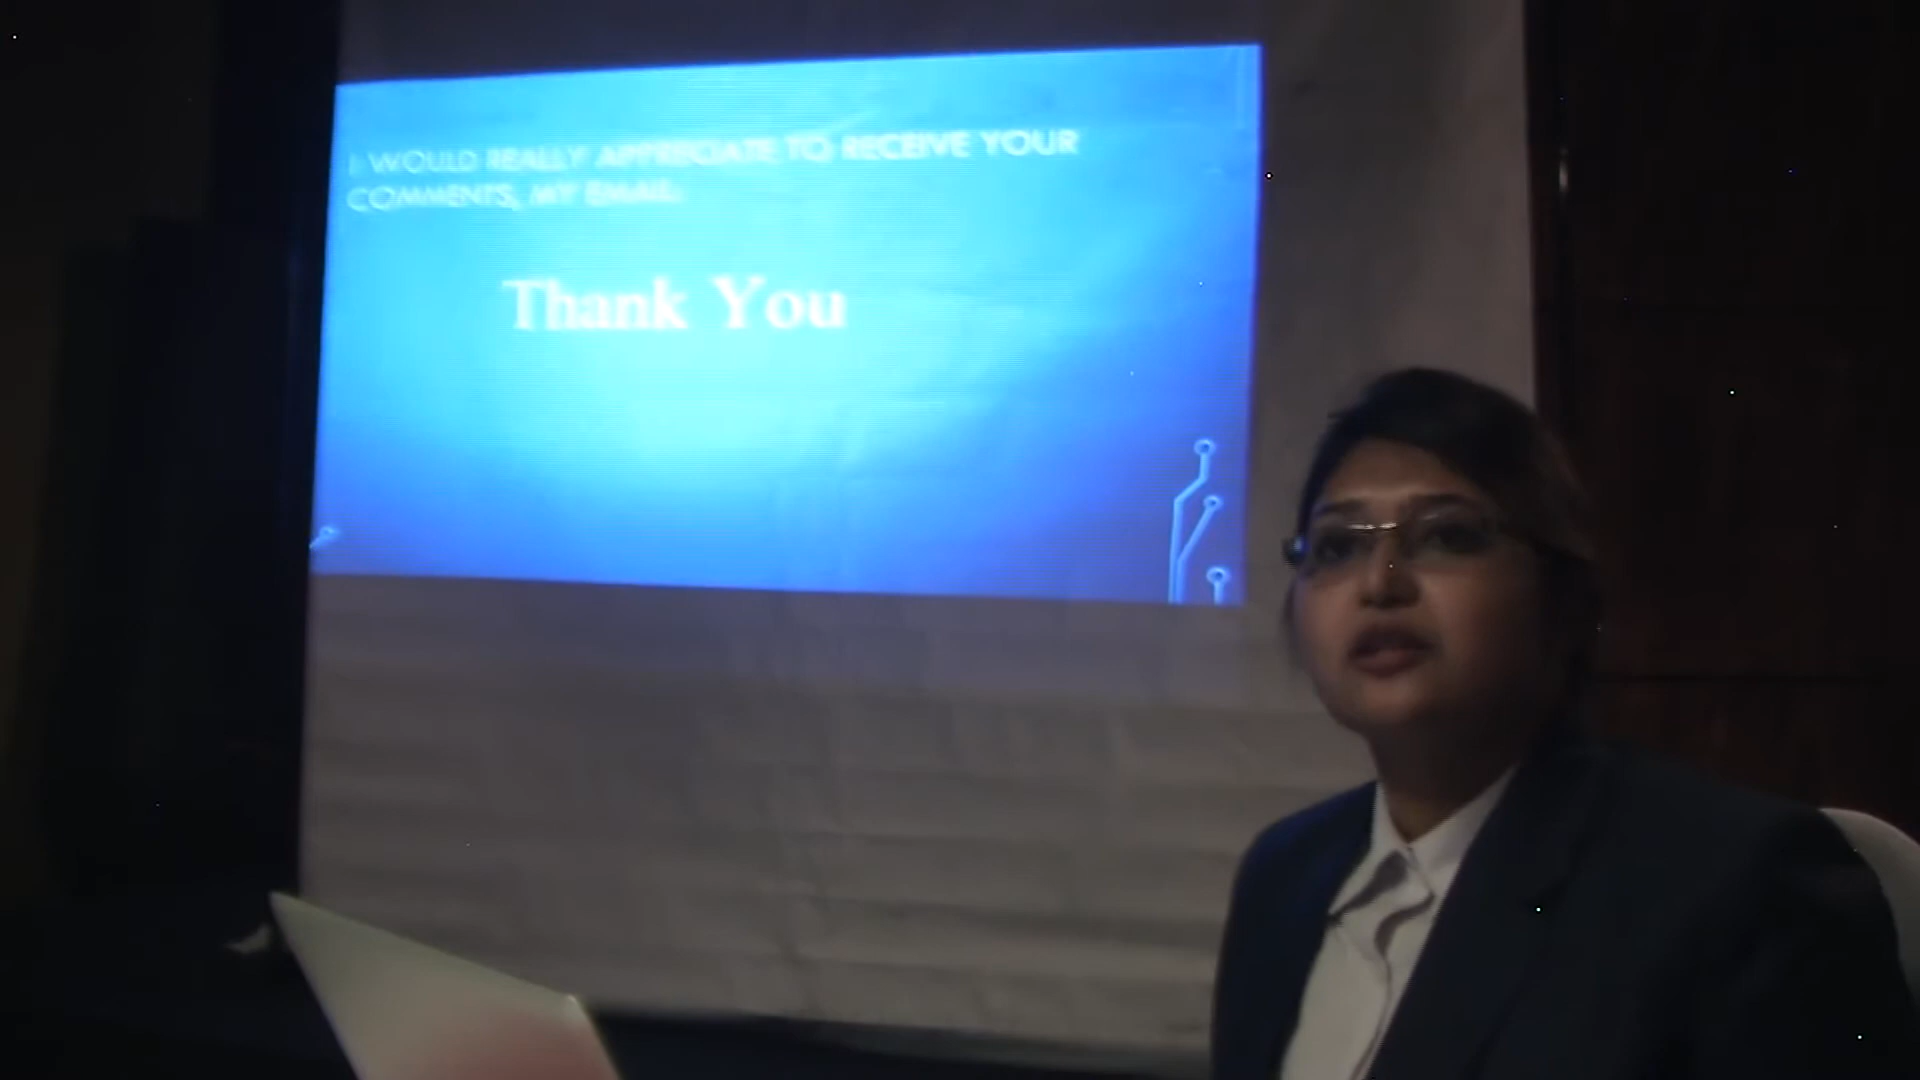 I WOULD REALLY APPRECIATE TO RECEIVE YOUR
COMMENTS, MY EMAIL:
Thank You